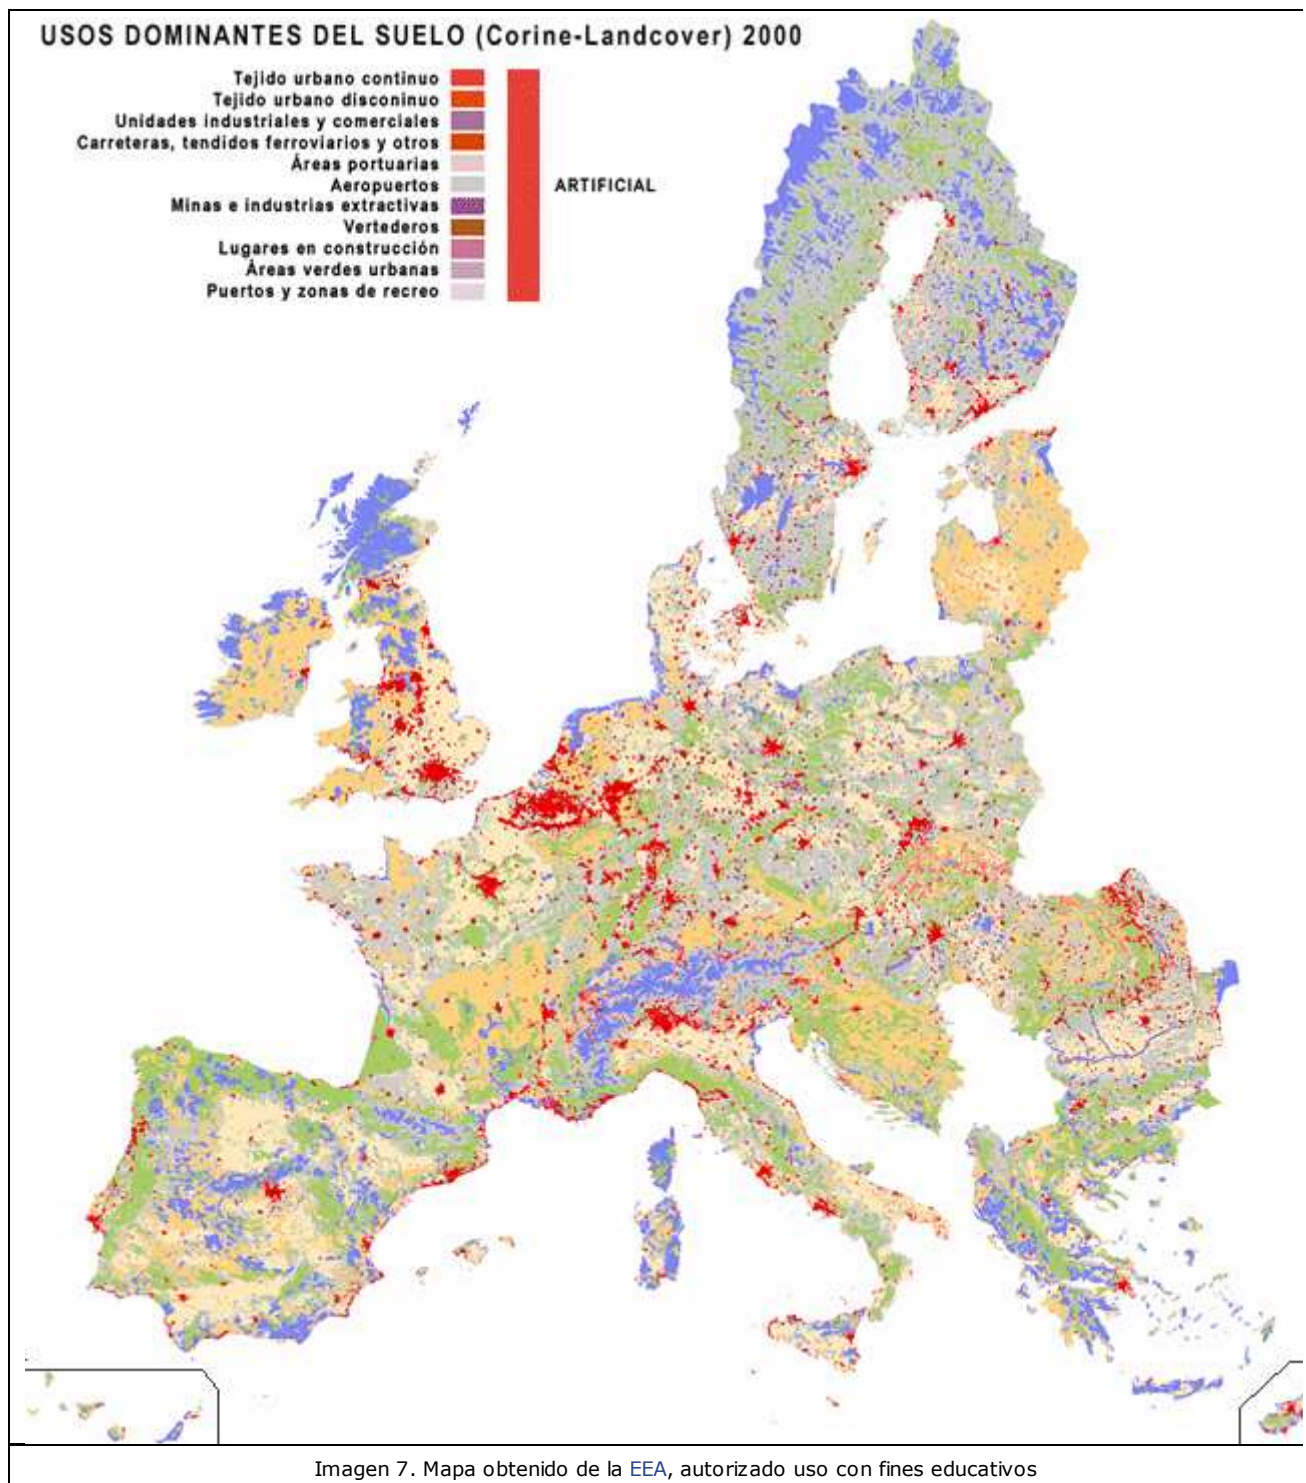 USOS DOMINANTES DEL SUELO (Corine-Landcover) 2000
Tejido urbano continuo
Tejido urbano disconinuo
Unidades industriales y comerciales
Carreteras, tendidos ferroviarios y otros
Áreas portuarias
Aeropuertos
Minas e industrias extractivas
Vertederos
Lugares en construcción
Áreas verdes urbanas
Puertos y zonas de recreo
ARTIFICIAL
Imagen 7. Mapa obtenido de la EEA, autorizado uso con fines educativos